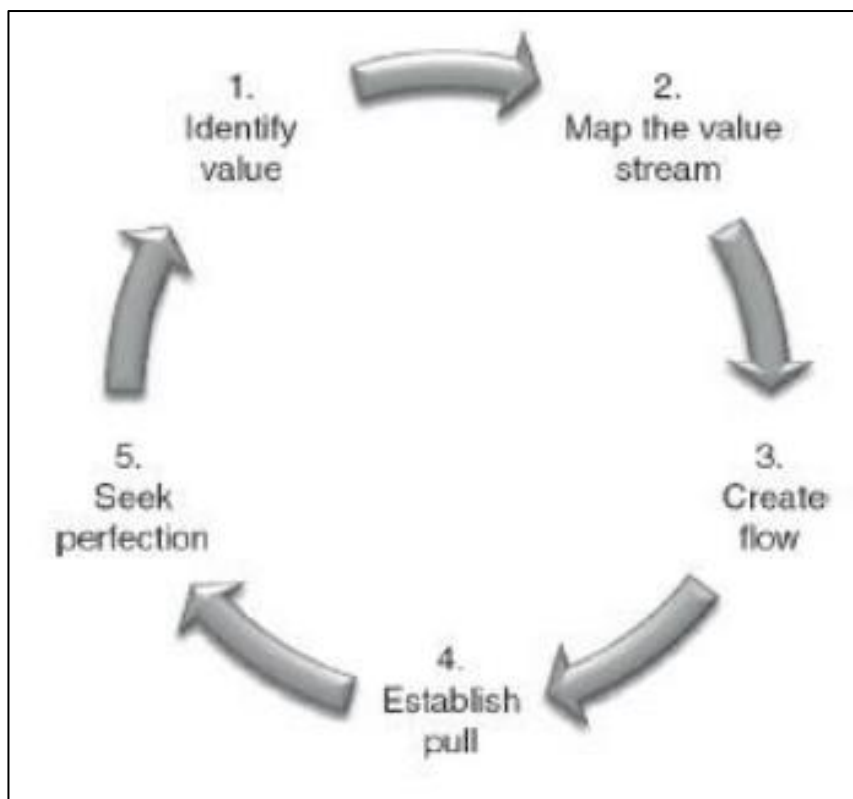 1.
Identify
value
2.
Map the value
stream
3.
Create
flow
4.
Establish
pull
5.
Seek
perfection